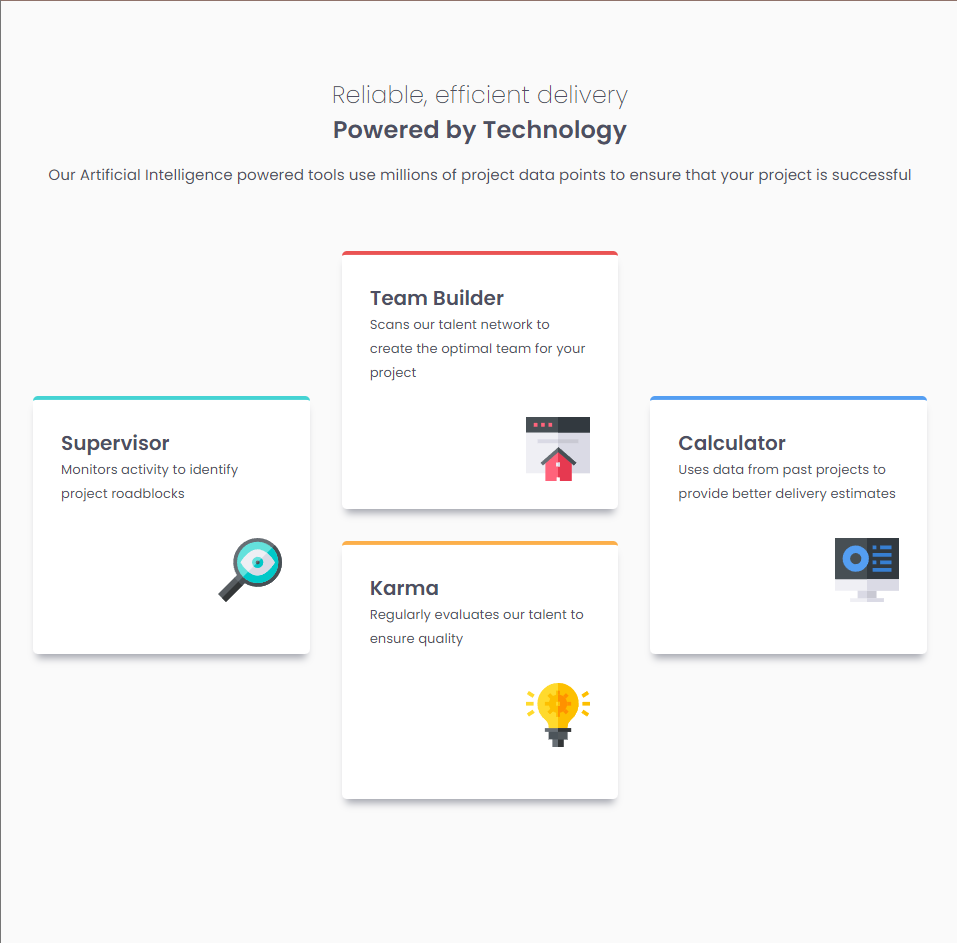 Reliable, efficient delivery
Powered by Technology
Our Artificial Intelligence powered tools use millions of project data points to ensure that your project is successful
Team Builder
Scans our talent network to
create the optimal team for your
project
Supervisor
Monitors activity to identify
project roadblocks
Calculator
Uses data from past projects to
provide better delivery estimates
Karma
Regularly evaluates our talent to
ensure quality